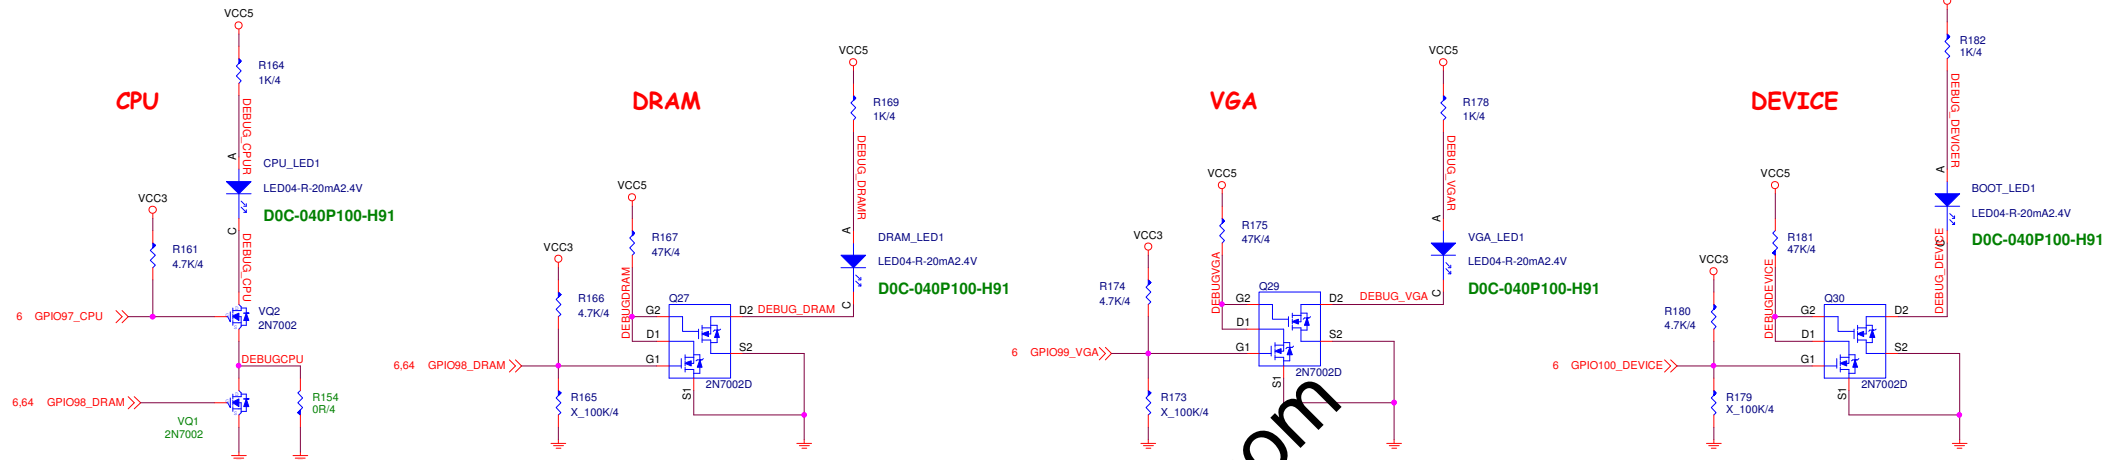 CPU
VCC5
R164
1K/4
DEBUG_CPUR
A
CPU_LED1
LED04-R-20mA2.4V
D0C-040P100-H91
C
DEBUG_CPU
VCC3
R161
4.7K/4
6 GPIO97_CPU
VQ2
2N7002
DEBUGCPU
6,64 GPIO98_DRAM
VQ1
2N7002
R154
0R/4
DRAM
VCC5
R169
1K/4
DEBUG_DRAMR
A
DRAM_LED1
LED04-R-20mA2.4V
D0C-040P100-H91
C
VCC5
R167
47K/4
DEBUGDRAM
VCC3
R166
4.7K/4
Q27
G2
D2 DEBUG_DRAM
D1
S2
6,64 GPIO98_DRAM
G1
2N7002D
S1
R165
X_100K/4
VGA
VCC5
R178
1K/4
DEBUG_VGAR
A
VGA_LED1
LED04-R-20mA2.4V
D0C-040P100-H91
C
VCC5
R175
47K/4
DEBUGVGA
VCC3
R174
4.7K/4
Q29
G2
D2 DEBUG_VGA
D1
S2
6 GPIO99_VGA
G1
2N7002D
S1
R173
X_100K/4
om
DEVICE
R182
1K/4
DEBUG_DEVICER
A
BOOT_LED1
LED04-R-20mA2.4V
D0C-040P100-H91
C
DEBUG_DEVICE
VCC5
R181
47K/4
DEBUGDEVICE
VCC3
R180
4.7K/4
Q30
G2
D2
D1
S2
6 GPIO100_DEVICE
G1
2N7002D
S1
R179
X_100K/4